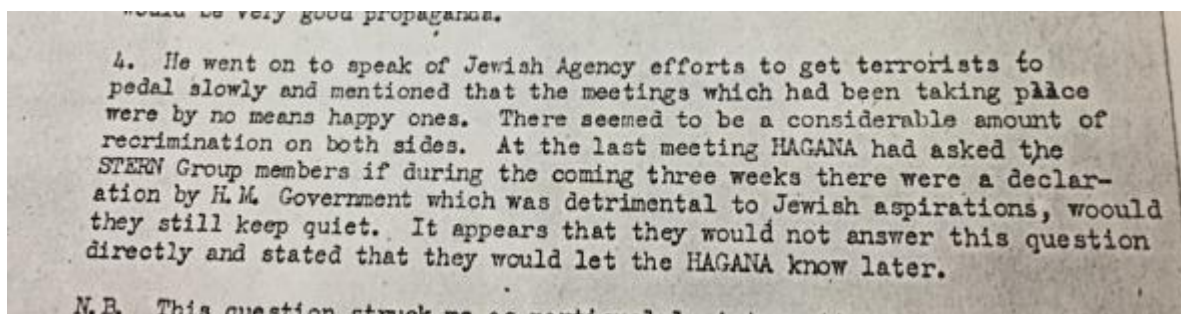 would be very good propaganda.
4. He went on to speak of Jewish Agency efforts to get terrorists to
pedal slowly and mentioned that the meetings which had been taking plaace
were by no means happy ones. There seemed to be a considerable amount of
recrimination on both sides. At the last meeting HAGANA had asked the
STERN Group members if during the coming three weeks there were a declar-
ation by H.M. Government which was detrimental to Jewish aspirations, woould
they still keep quiet. It appears that they would not answer this question
directly and stated that they would let the HAGANA know later.
N.B. This question struck me as